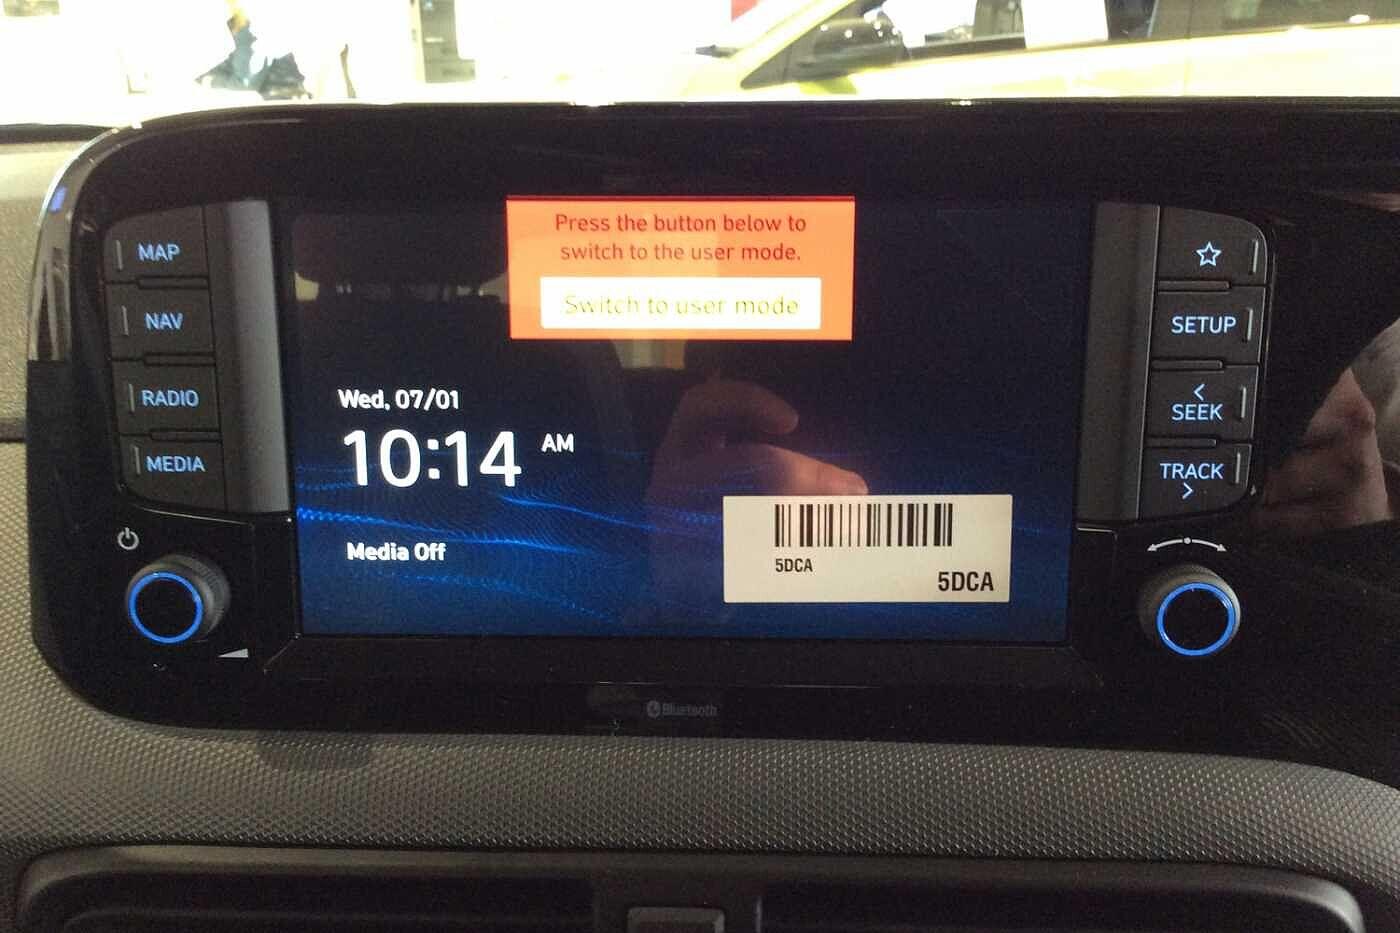 MAP
NAV
RADIO
MEDIA
Press the button below to
switch to the user mode.
Switch to user mode
Wed, 07/01
10:14 AM
Media Off
5DCA
5DCA
SETUP
<
SEEK
TRACK
>
Bluetooth